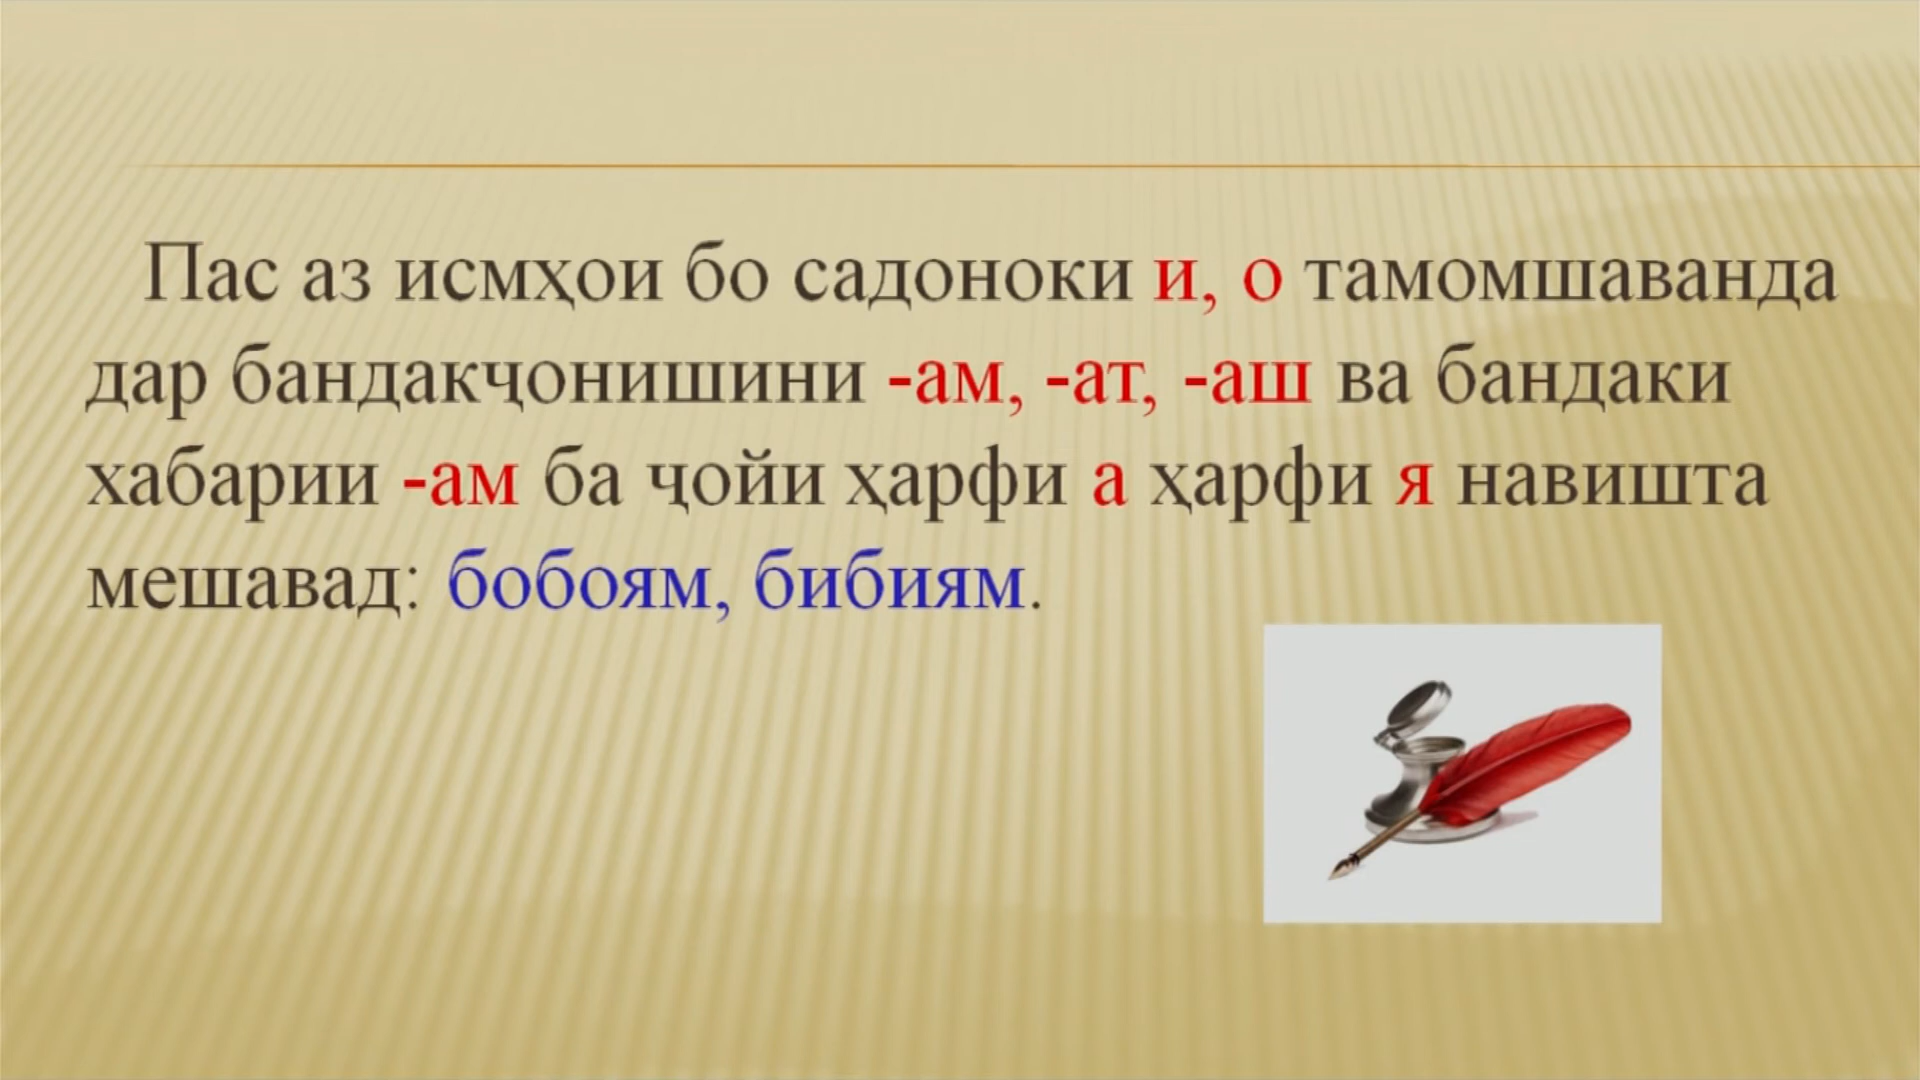 Пас аз исмҳои бо садоноки и, о тамомшаванда
дар бандакҷонишини -ам, -ат, -аш ва бандаки
хабарии -ам ба ҷойи ҳарфи а ҳарфи я навишта
мешавад: бобоям, бибиям.